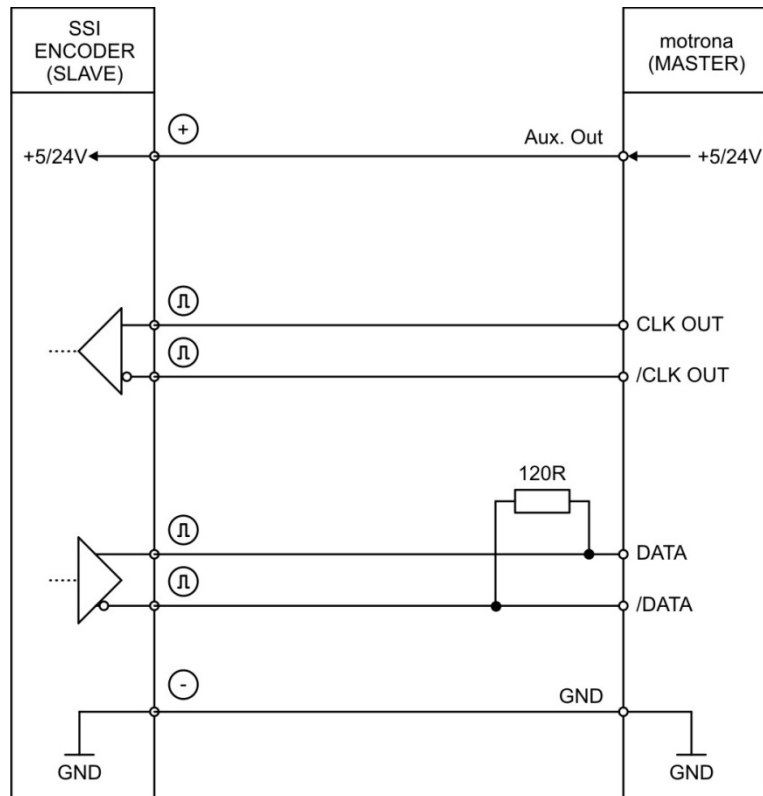 SSI
ENCODER
(SLAVE)
motrona
(MASTER)
+
Aux. Out
+5/24V
+5/24V
CLK OUT
/CLK OUT
120R
DATA
/DATA
-
GND
GND
GND